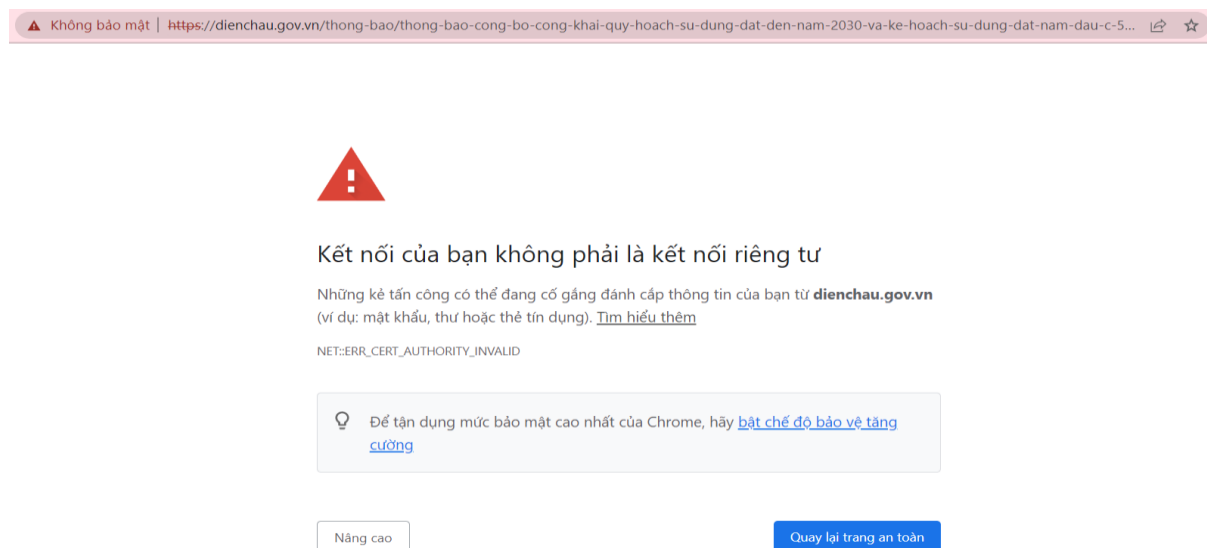 Không bảo mật | https://dienchau.gov.vn/thong-bao/thong-bao-cong-bo-cong-khai-quy-hoach-su-dung-dat-den-nam-2030-va-ke-hoach-su-dung-dat-nam-dau-c-5...
Kết nối của bạn không phải là kết nối riêng tư
Những kẻ tấn công có thể đang cố gắng đánh cắp thông tin của bạn từ dienchau.gov.vn
(ví dụ: mật khẩu, thư hoặc thẻ tín dụng). Tìm hiểu thêm
NET::ERR_CERT_AUTHORITY_INVALID
Để tận dụng mức bảo mật cao nhất của Chrome, hãy bật chế độ bảo vệ tăng
cường
Nâng cao
Quay lại trang an toàn